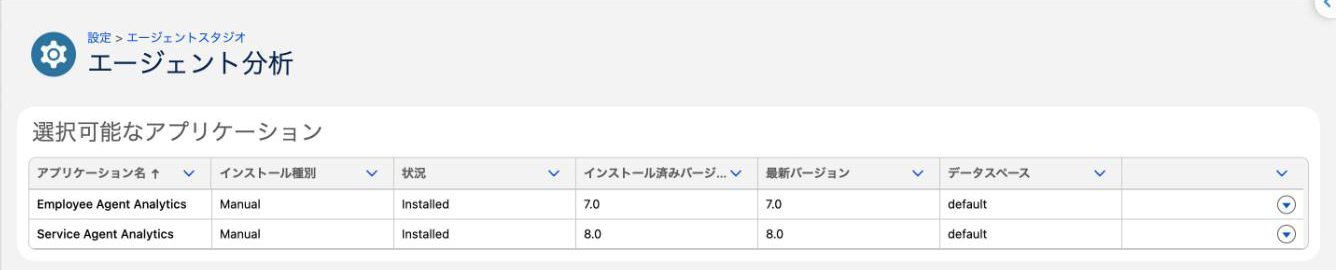 設定 > エージェントスタジオ
エージェント分析
選択可能なアプリケーション
アプリケーション名 ↑ インストール種別 状況 インストール済みバージ... 最新バージョン データスペース
Employee Agent Analytics Manual Installed 7.0 7.0 default
Service Agent Analytics Manual Installed 8.0 8.0 default